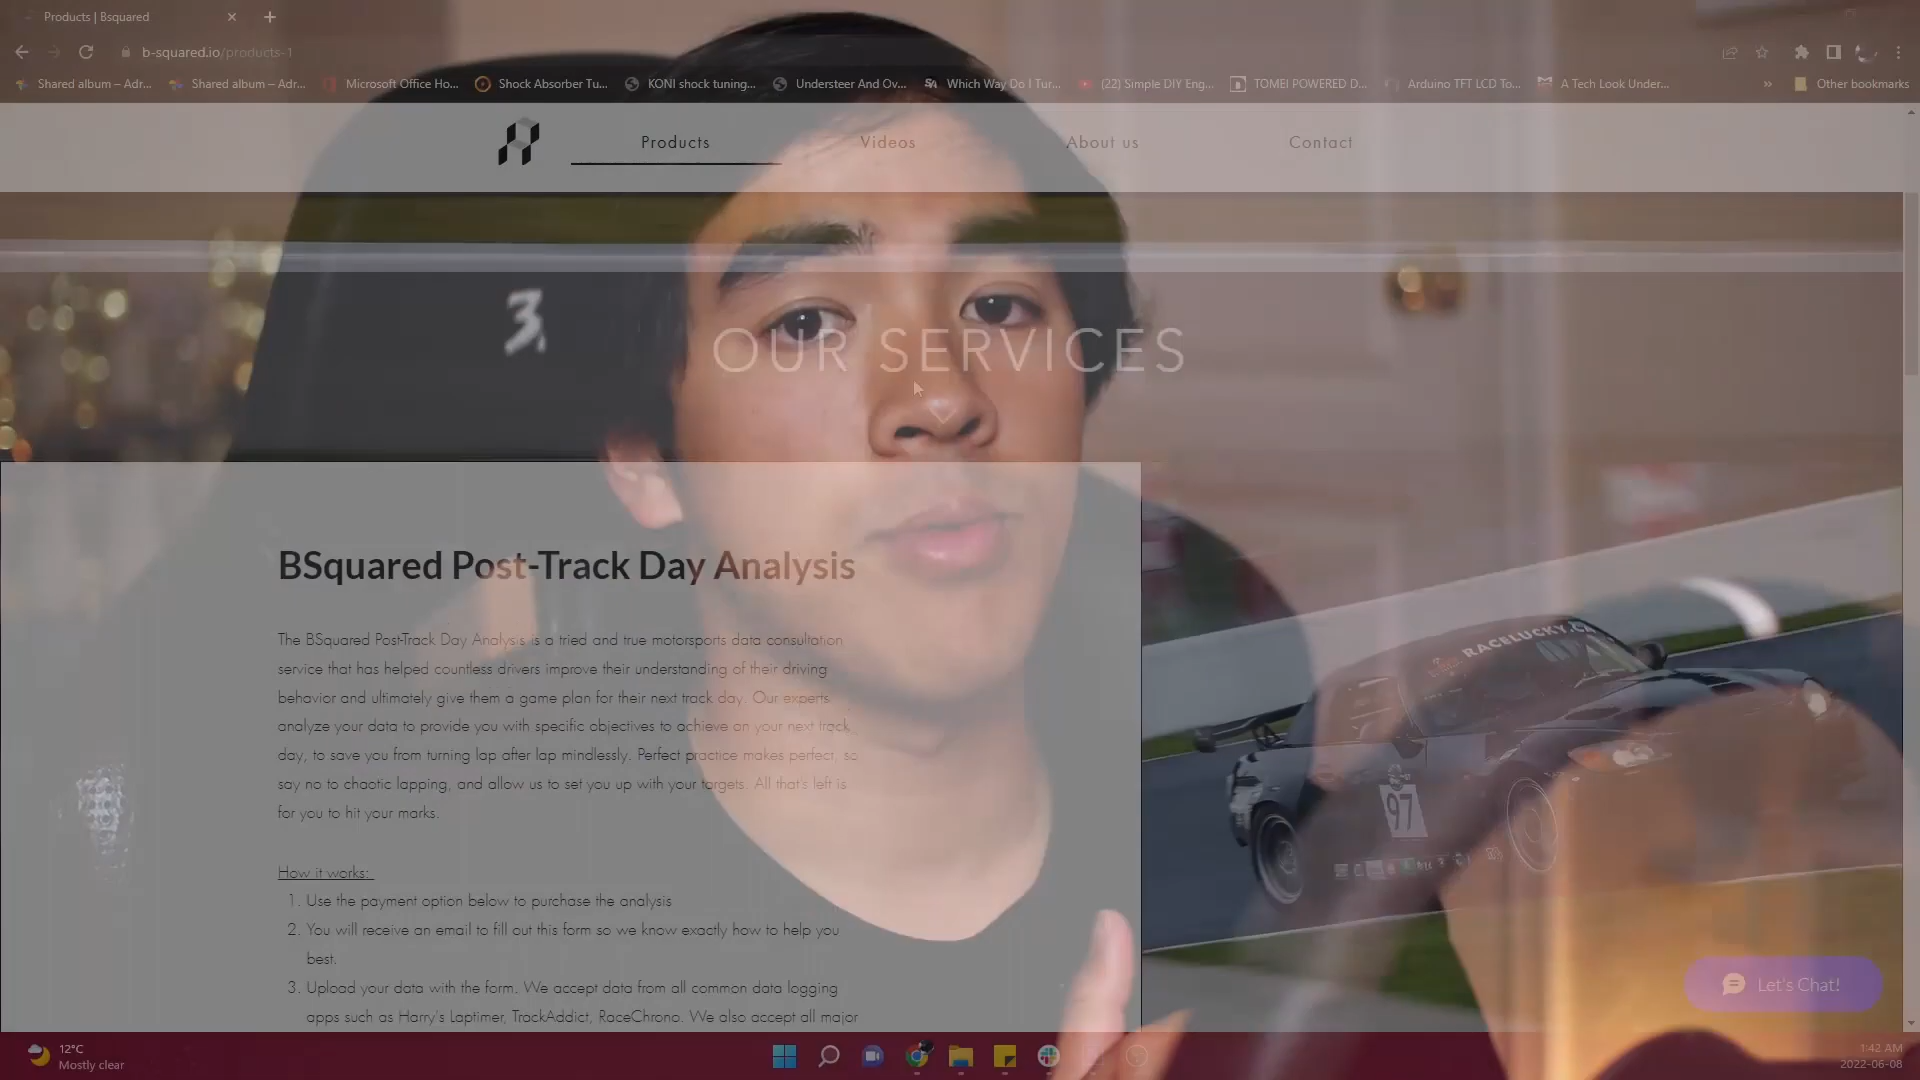 Products | Bsquared
b-squared.io/products-1
Shared album – Adr...
Shared album – Adr...
Microsoft Office Ho...
Shock Absorber Tu...
KONI shock tuning...
Understeer And Ov...
Which Way Do I Tur...
(22) Simple DIY Eng...
TOMEI POWERED D...
Arduino TFT LCD To...
A Tech Look Under...
»
Other bookmarks
Products
Videos
About us
Contact
3.
OUR SERVICES
BSquared Post-Track Day Analysis
The BSquared Post-Track Day Analysis is a tried and true motorsports data consultation
service that has helped countless drivers improve their understanding of their driving
behavior and ultimately give them a game plan for their next track day. Our experts
analyze your data to provide you with specific objectives to achieve on your next track
day, to save you from turning lap after lap mindlessly. Perfect practice makes perfect, so
say no to chaotic lapping, and allow us to set you up with your targets. All that's left is
for you to hit your marks.
RACELUCKY.CA
97
How it works:
1. Use the payment option below to purchase the analysis
2. You will receive an email to fill out this form so we know exactly how to help you
best.
3. Upload your data with the form. We accept data from all common data logging
apps such as Harry's Laptimer, TrackAddict, RaceChrono. We also accept all major
Let's Chat!
12°C
Mostly clear
1:42 AM
2022-06-08